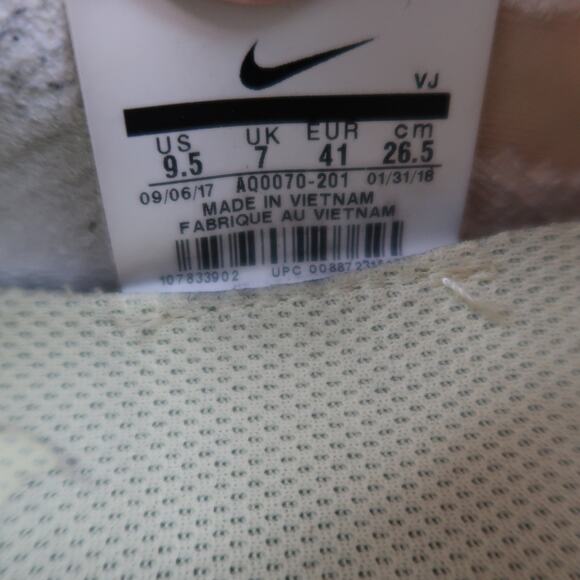 VJ
US UK EUR cm
9.5 7 41 26.5
09/06/17 AQ0070-201 01/31/18
MADE IN VIETNAM
FABRIQUE AU VIETNAM
107833902 UPC